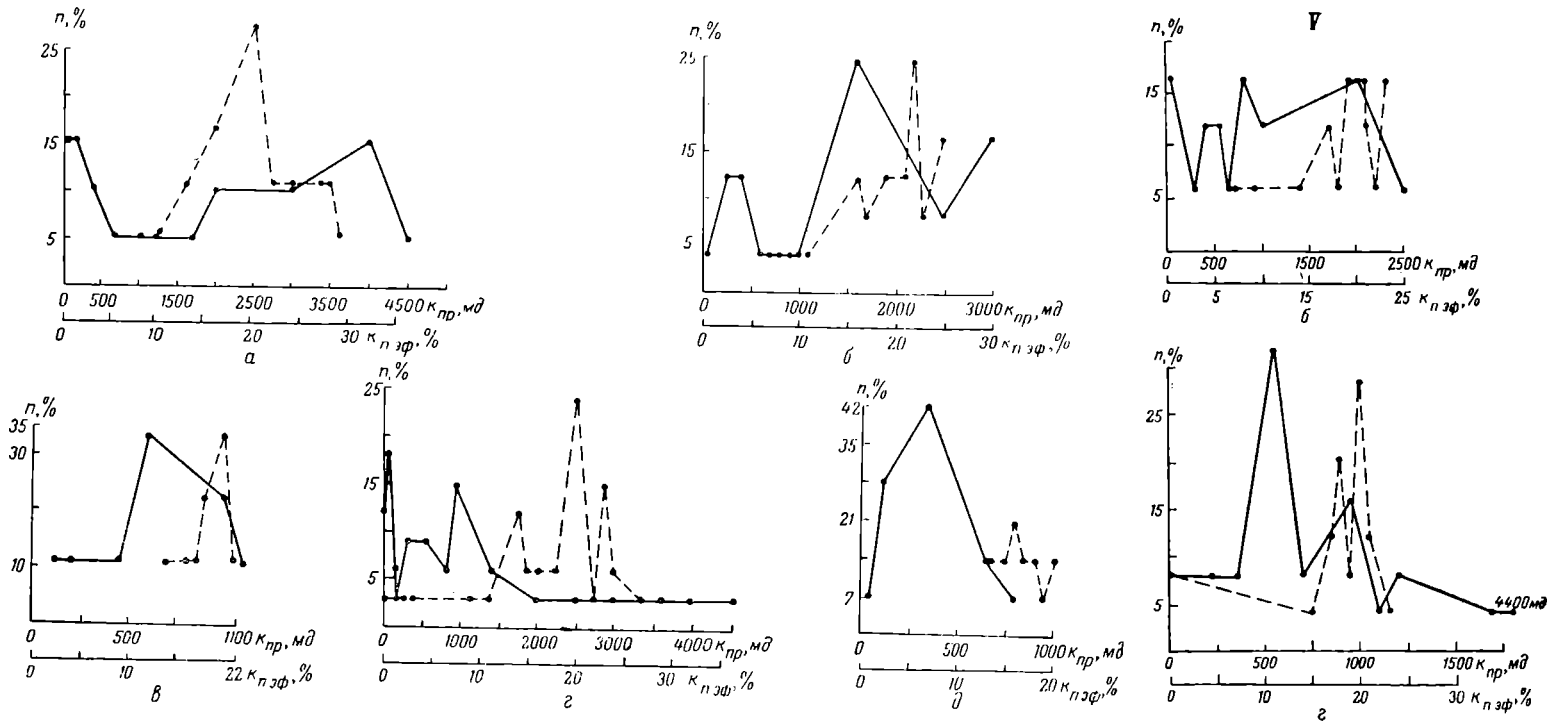 n,%
25
15
5
0 500 1500 2500 3500 4500 к пр, мд
0 10 20 30 к п эф, %
а
n,%
25
15
5
0 1000 2000 3000 к пр, мд
0 10 20 30 к п эф, %
б
V
n,%
15
5
0 500 1500 2500 к пр, мд
0 5 15 25 к п эф, %
б
n,%
35
30
10
0 500 1100 к пр, мд
0 10 22 к п эф, %
в
n,%
25
15
5
0 1000 2000 3000 4000 к пр, мд
0 10 20 30 к п эф, %
г
n,%
42
35
21
7
0 500 1000 к пр, мд
0 10 20 к п эф, %
д
n,%
25
15
5
4400мд
0 500 1000 1500 к пр, мд
0 10 20 30 к п эф, %
г